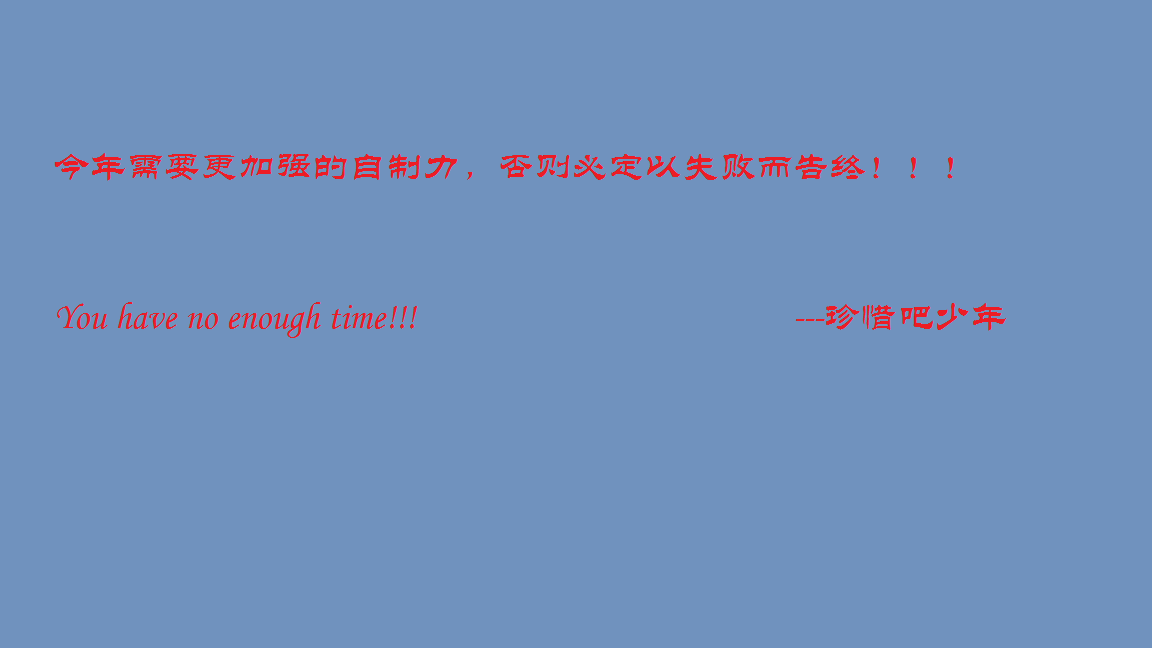 今年需要更加强的自制力，否则必定以失败而告终！！！
You have no enough time!!! ---珍惜吧少年